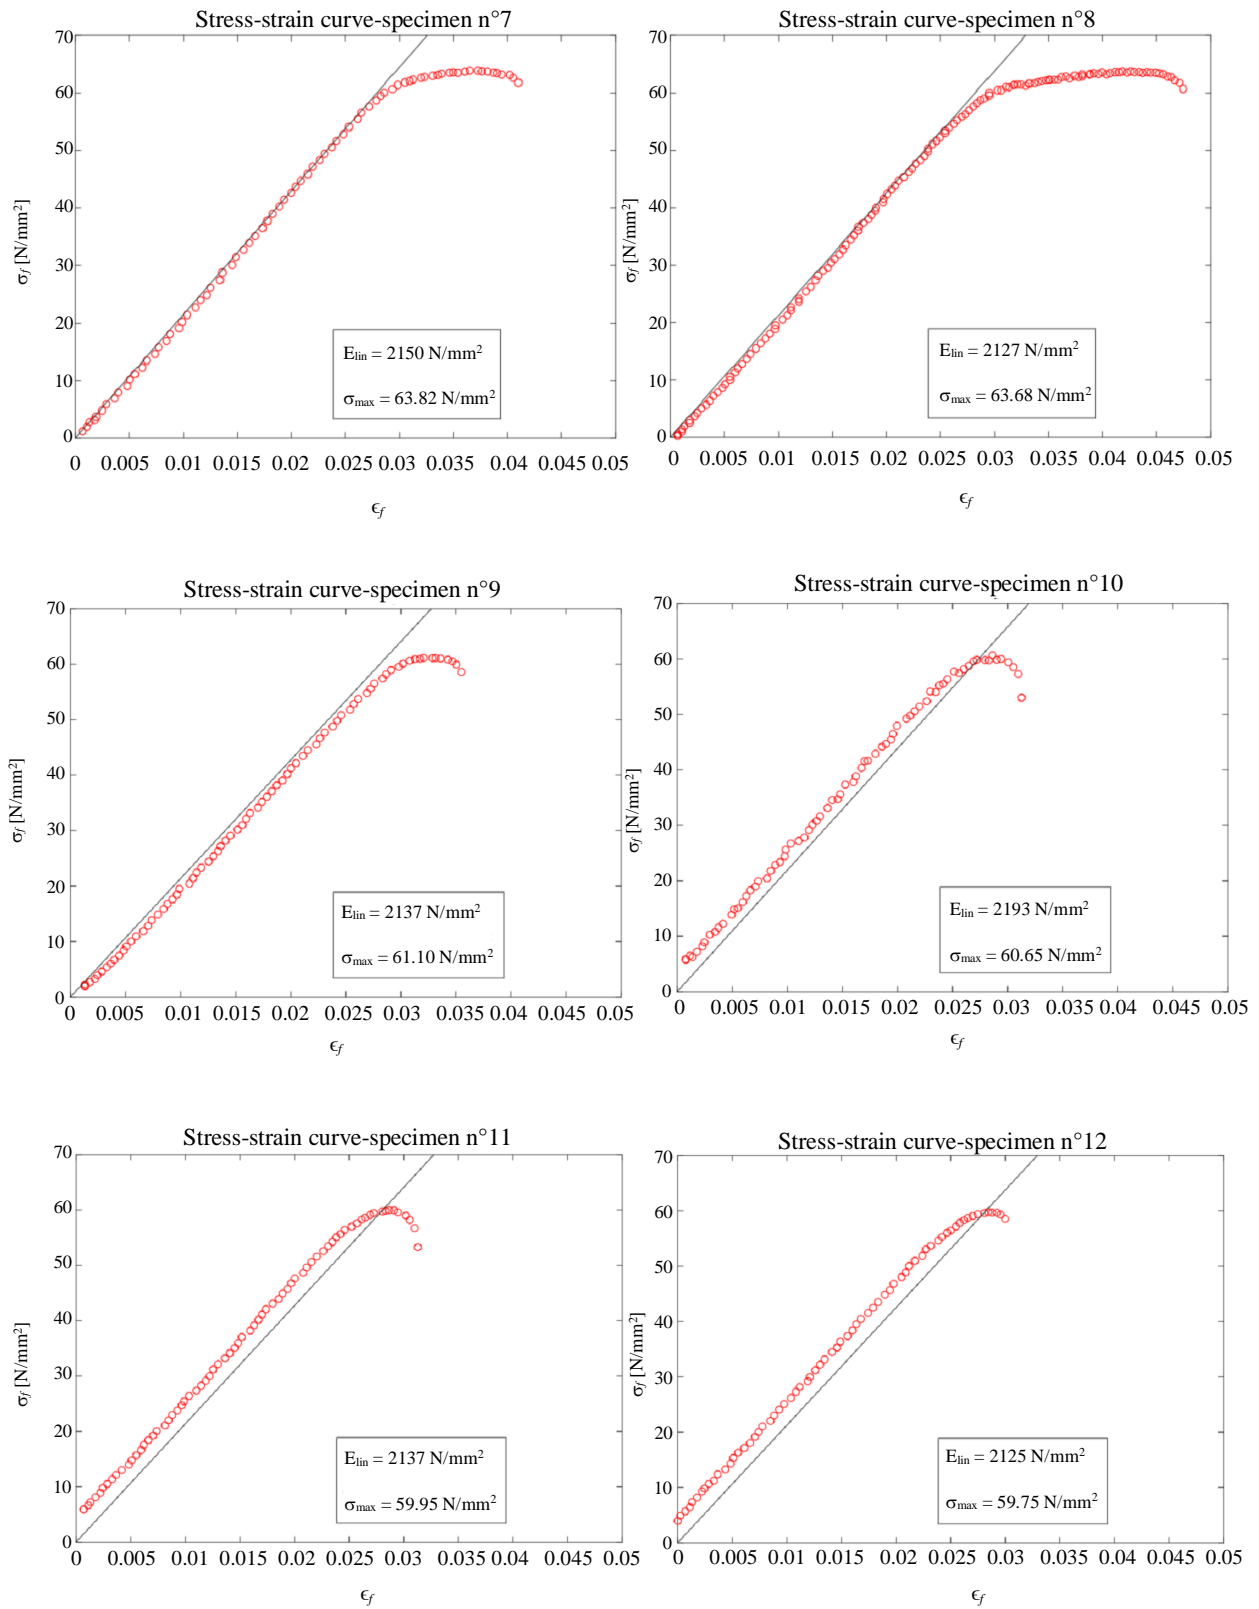 Stress-strain curve-specimen n°7
70
60
50
40
30
20
10
0
σf [N/mm²]
Elin = 2150 N/mm²
σmax = 63.82 N/mm²
0 0.005 0.01 0.015 0.02 0.025 0.03 0.035 0.04 0.045 0.05
ϵf
Stress-strain curve-specimen n°8
70
60
50
40
30
20
10
0
σf [N/mm²]
Elin = 2127 N/mm²
σmax = 63.68 N/mm²
0 0.005 0.01 0.015 0.02 0.025 0.03 0.035 0.04 0.045 0.05
ϵf
Stress-strain curve-specimen n°9
70
60
50
40
30
20
10
0
σf [N/mm²]
Elin = 2137 N/mm²
σmax = 61.10 N/mm²
0.005 0.01 0.015 0.02 0.025 0.03 0.035 0.04 0.045 0.05
ϵf
Stress-strain curve-specimen n°10
70
60
50
40
30
20
10
0
σf [N/mm²]
Elin = 2193 N/mm²
σmax = 60.65 N/mm²
0 0.005 0.01 0.015 0.02 0.025 0.03 0.035 0.04 0.045 0.05
ϵf
Stress-strain curve-specimen n°11
70
60
50
40
30
20
10
0
σf [N/mm²]
Elin = 2137 N/mm²
σmax = 59.95 N/mm²
0 0.005 0.01 0.015 0.02 0.025 0.03 0.035 0.04 0.045 0.05
ϵf
Stress-strain curve-specimen n°12
70
60
50
40
30
20
10
0
σf [N/mm²]
Elin = 2125 N/mm²
σmax = 59.75 N/mm²
0 0.005 0.01 0.015 0.02 0.025 0.03 0.035 0.04 0.045 0.05
ϵf